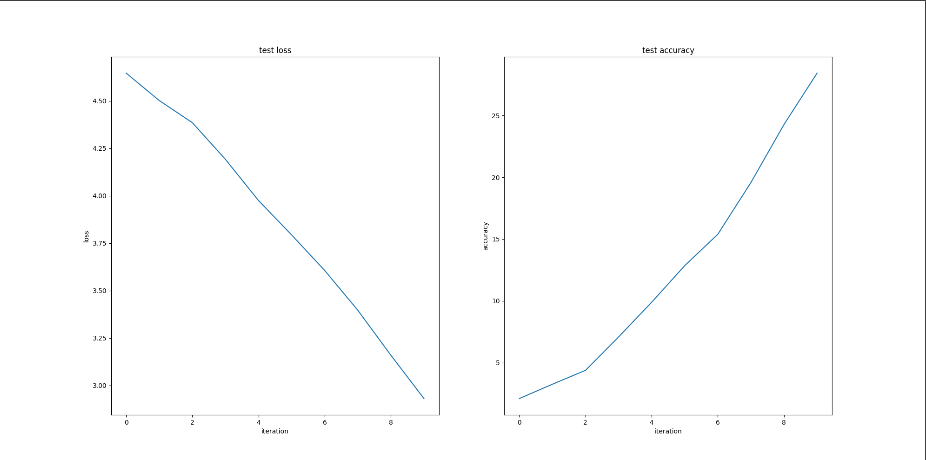 test loss
4.50
4.25
4.00
3.75
3.50
3.25
3.00
loss
0 2 4 6 8
iteration
test accuracy
25
20
15
10
5
accuracy
0 2 4 6 8
iteration